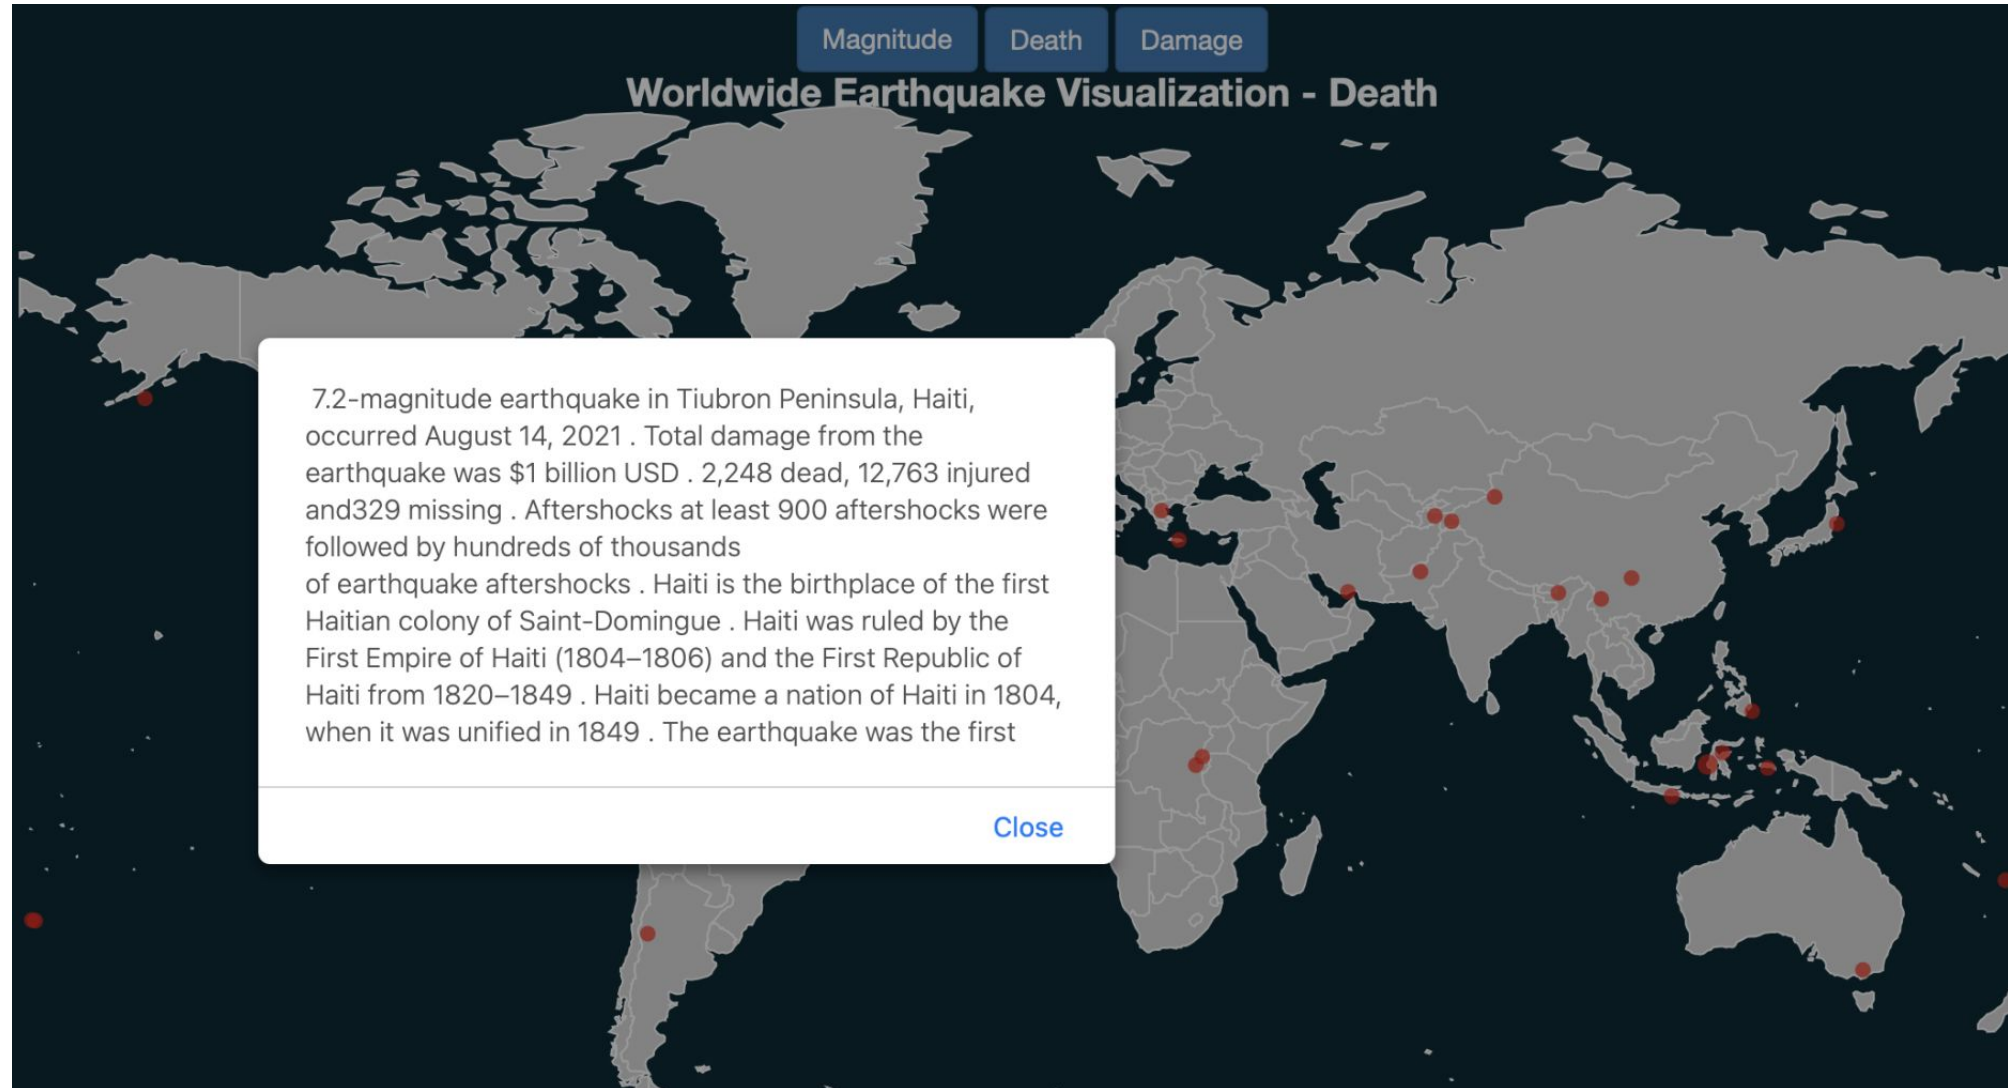 Magnitude Death Damage
Worldwide Earthquake Visualization - Death
7.2-magnitude earthquake in Tiubron Peninsula, Haiti,
occurred August 14, 2021 . Total damage from the
earthquake was $1 billion USD . 2,248 dead, 12,763 injured
and329 missing . Aftershocks at least 900 aftershocks were
followed by hundreds of thousands
of earthquake aftershocks . Haiti is the birthplace of the first
Haitian colony of Saint-Domingue . Haiti was ruled by the
First Empire of Haiti (1804–1806) and the First Republic of
Haiti from 1820–1849 . Haiti became a nation of Haiti in 1804,
when it was unified in 1849 . The earthquake was the first
Close